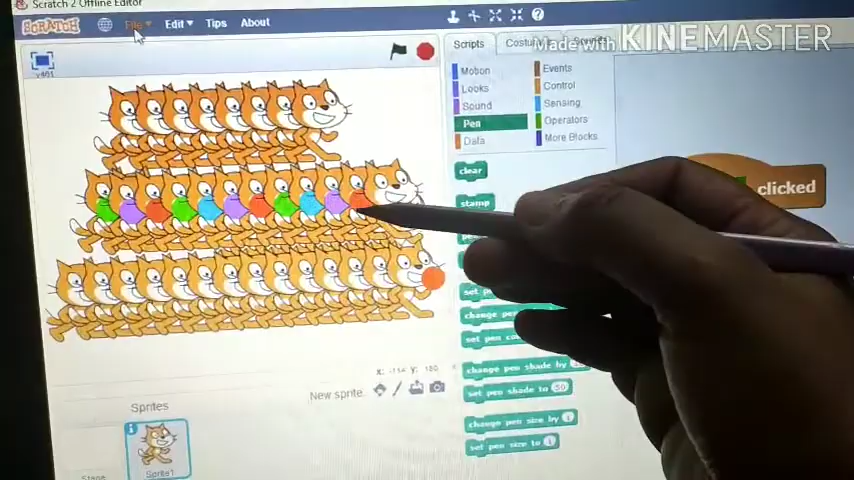 Scratch 2 Offline Editor
SCRATCH
File
Edit
Tips
About
Made with KINEMASTER
v461
Scripts
Motion
Looks
Sound
Pen
Data
Events
Control
Sensing
Operators
More Blocks
clear
stamp
clicked
change pen shade by
set pen shade to 50
change pen size by 1
set pen size to 1
New sprite
Sprites
Sprite1
Stage